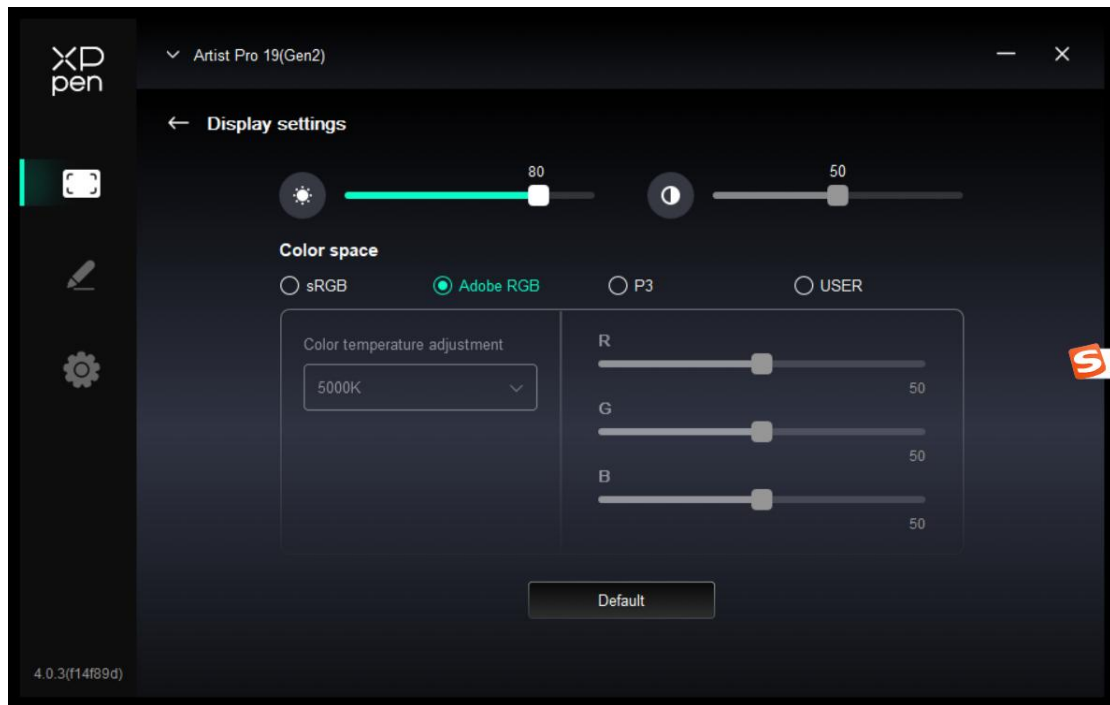 XP
pen
Artist Pro 19(Gen2)
Display settings
80
50
Color space
sRGB
Adobe RGB
P3
USER
Color temperature adjustment
5000K
R
50
G
50
B
50
Default
4.0.3(f14f89d)
S